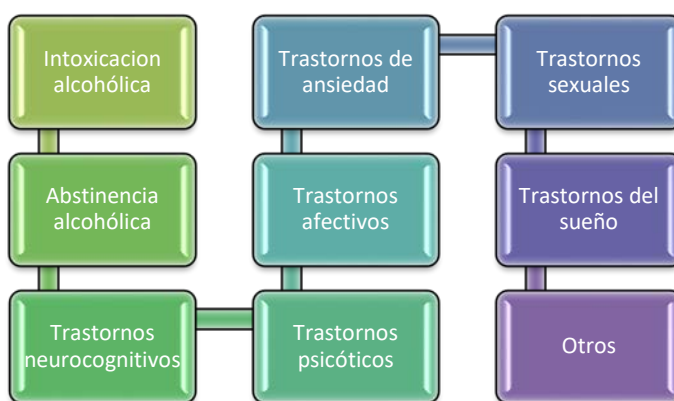 Intoxicacion
alcohólica
Abstinencia
alcohólica
Trastornos
neurocognitivos
Trastornos
psicóticos
Trastornos
afectivos
Trastornos de
ansiedad
Trastornos
sexuales
Trastornos del
sueño
Otros